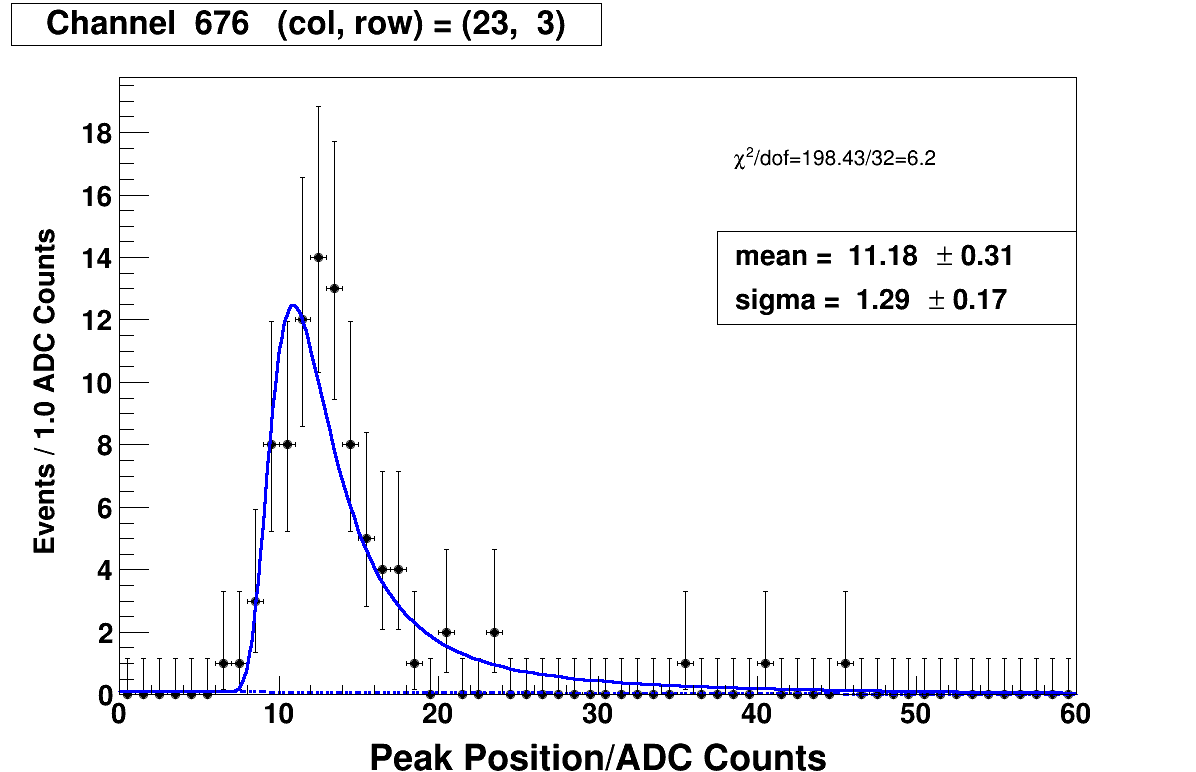 Channel 676 (col, row) = (23, 3)
χ²/dof=198.43/32=6.2
mean = 11.18 ± 0.31
sigma = 1.29 ± 0.17
Events / 1.0 ADC Counts
18
16
14
12
10
8
6
4
2
0
0 10 20 30 40 50 60
Peak Position/ADC Counts